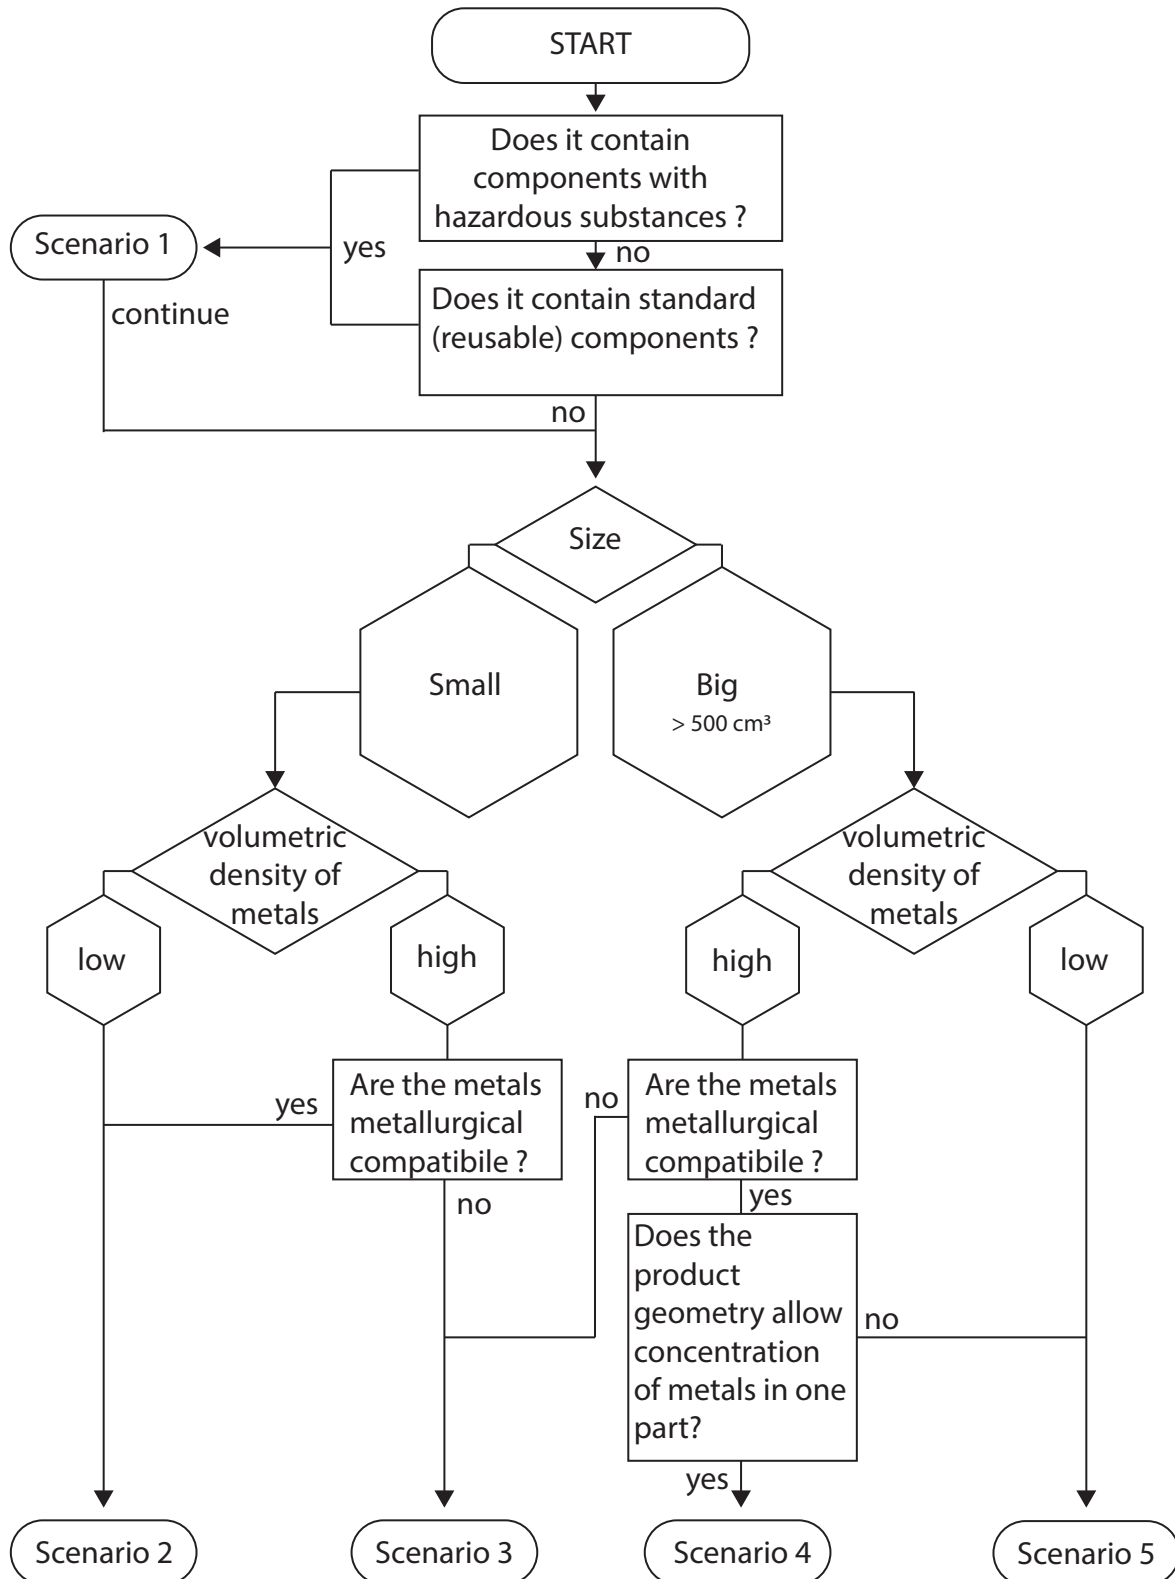 START
Does it contain
components with
hazardous substances ?
Scenario 1
yes
no
continue
Does it contain standard
(reusable) components ?
no
Size
Small
Big
> 500 cm³
volumetric
density of
metals
volumetric
density of
metals
low
high
high
low
Are the metals
metallurgical
compatibile ?
yes
no
Are the metals
metallurgical
compatibile ?
no
yes
Does the
product
geometry allow
concentration
of metals in one
part?
no
yes
Scenario 2
Scenario 3
Scenario 4
Scenario 5